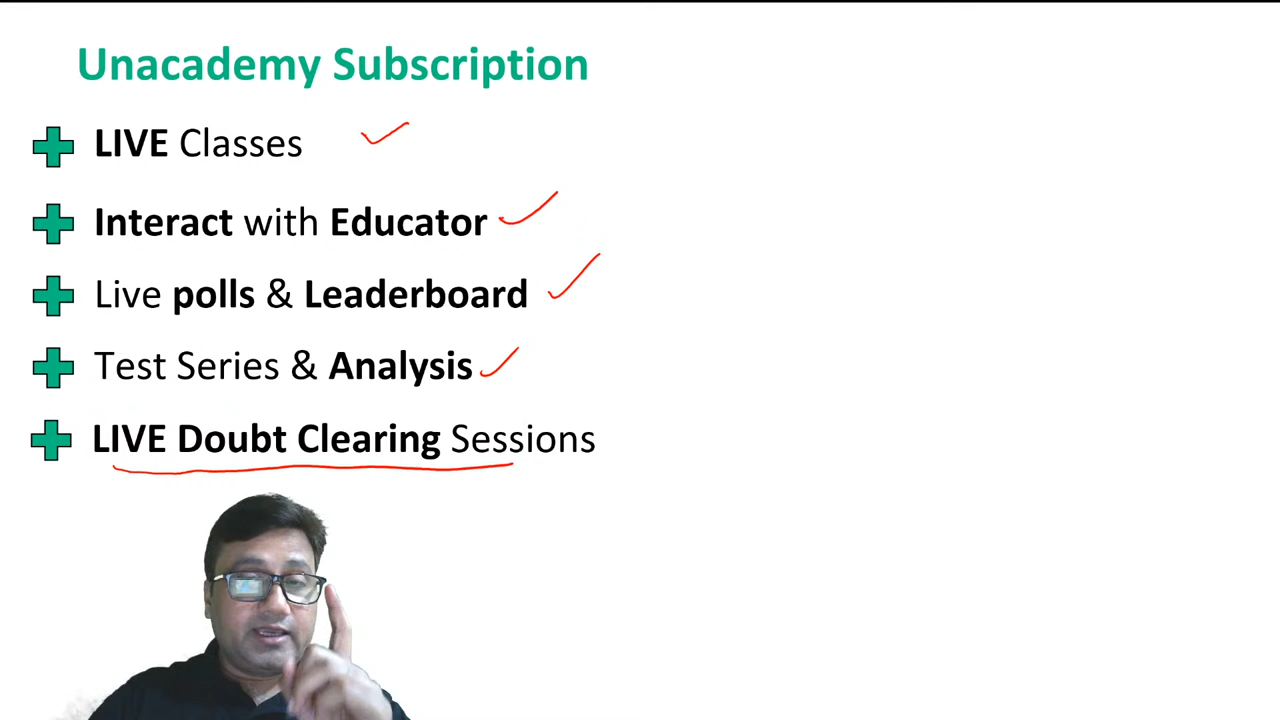 Unacademy Subscription
LIVE Classes
Interact with Educator
Live polls & Leaderboard
Test Series & Analysis
LIVE Doubt Clearing Sessions